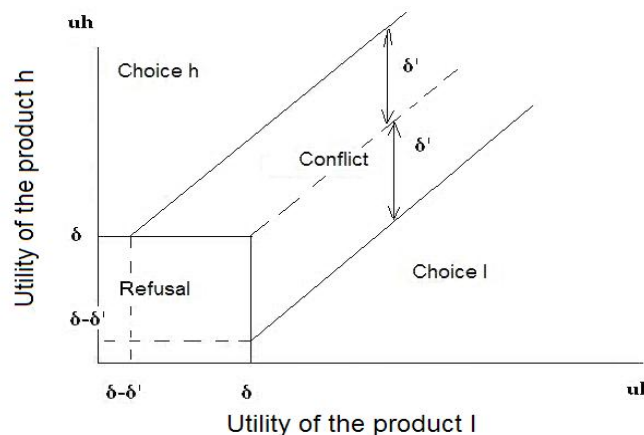 uh
Choice h
δ'
δ'
Conflict
Utility of the product h
δ
Refusal
Choice l
δ-δ'
δ-δ'
δ
ul
Utility of the product l